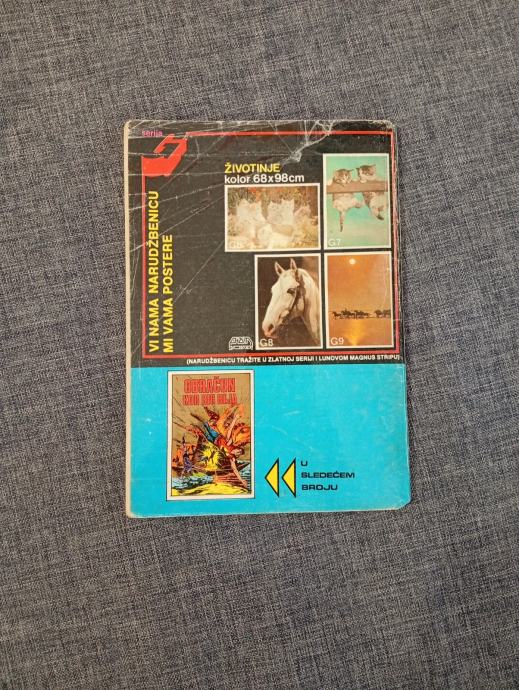 serija
VI NAMA NARUDŽBENICU
MI VAMA POSTERE
ŽIVOTINJE
kolor 68x98cm
G7
G8
G9
(NARUDŽBENICU TRAŽITE U ZLATNOJ SERIJI I LUNOVOM MAGNUS STRIPU)
OBRAČUN
KOD
U
SLEDEĆEM
BROJU